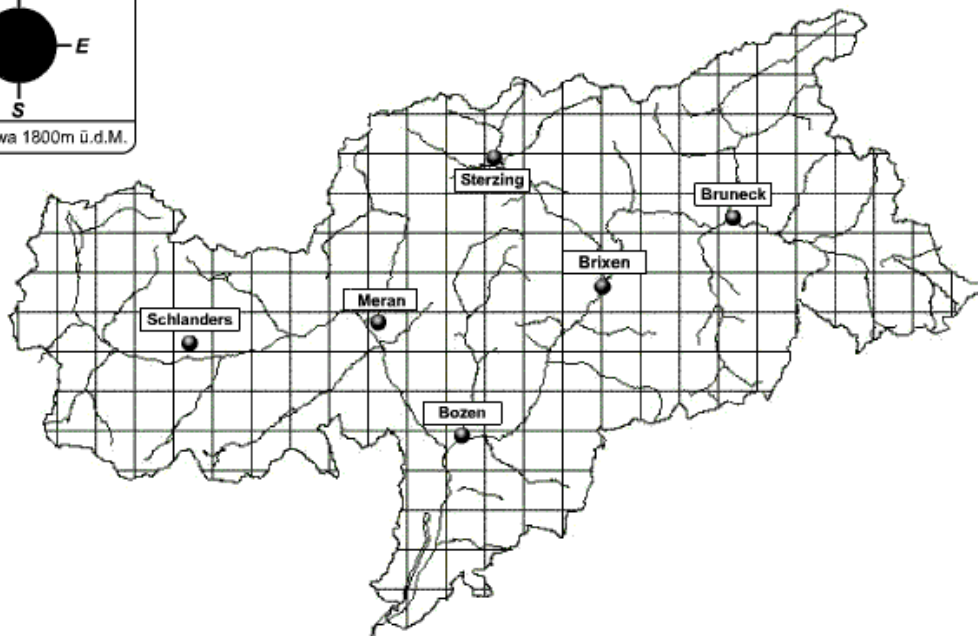 E
S
wa 1800m ü.d.M.
Sterzing
Bruneck
Brixen
Meran
Schlanders
Bozen